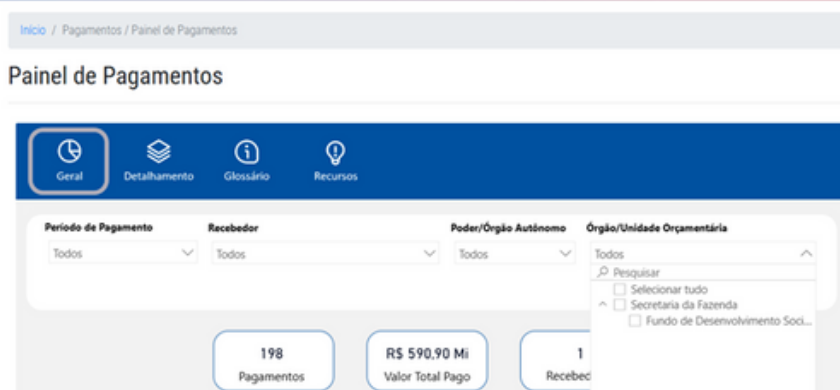 Início / Pagamentos / Painel de Pagamentos
Painel de Pagamentos
Geral Detalhamento Glossário Recursos
Período de Pagamento Recebedor Poder/Órgão Autônomo Órgão/Unidade Orçamentária
Todos Todos Todos Todos
Pesquisar
Selecionar tudo
Secretaria da Fazenda
Fundo de Desenvolvimento Soci...
198 R$ 590,90 Mi 1
Pagamentos Valor Total Pago Recebed